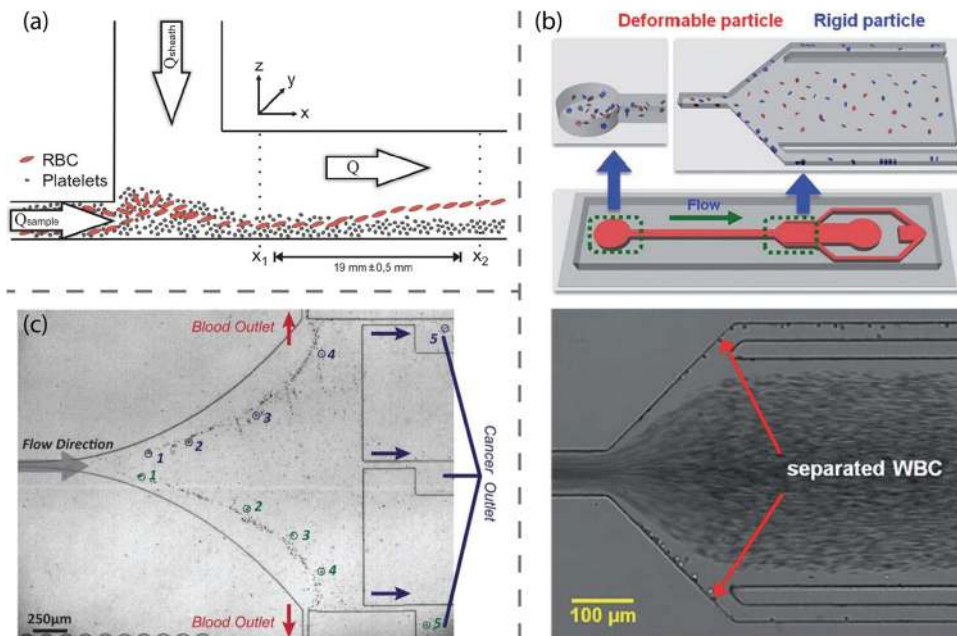 (a)
Qsheath
z
y
x
RBC
Platelets
Q
Qsample
x1
x2
19 mm±0,5 mm
(b)
Deformable particle
Rigid particle
Flow
separated WBC
100 µm
(c)
Blood Outlet
5
4
3
2
1
Flow Direction
1
2
3
4
5
Cancer
Outlet
Blood Outlet
250µm